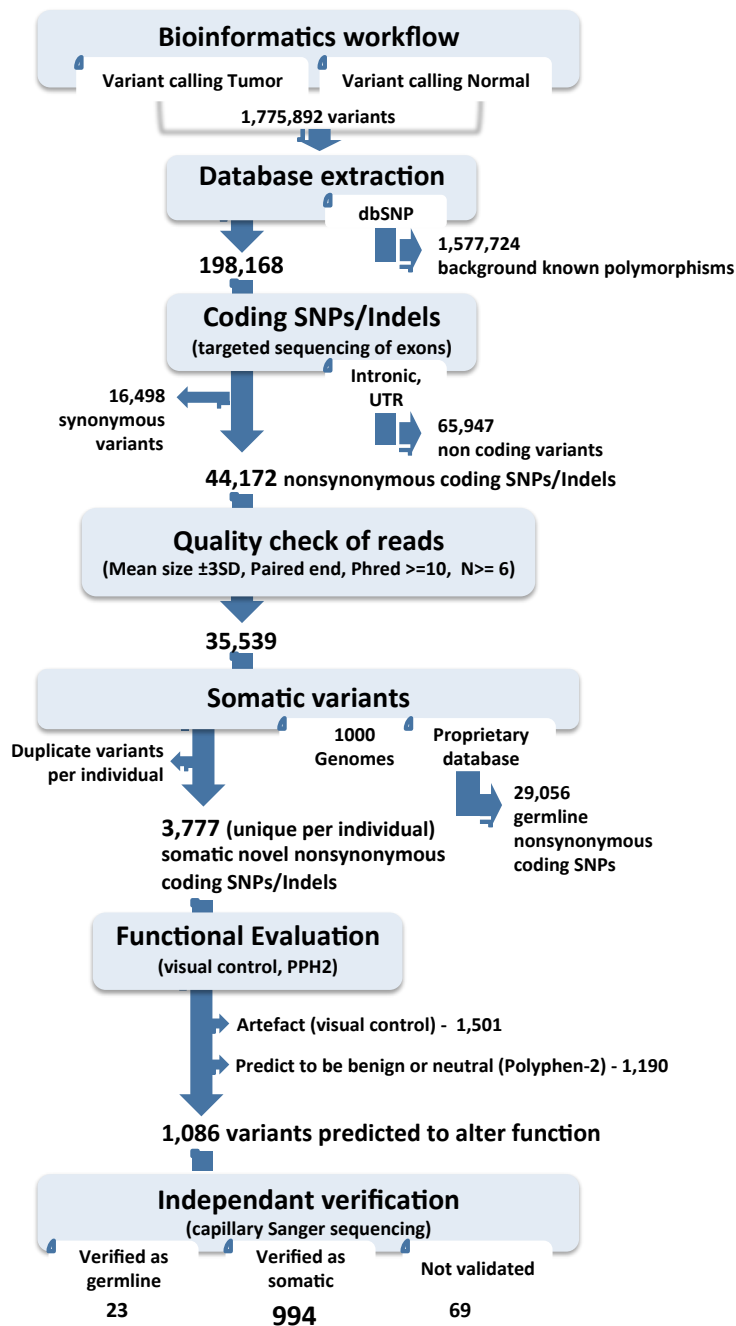 Bioinformatics workflow
Variant calling Tumor
Variant calling Normal
1,775,892 variants
Database extraction
dbSNP
1,577,724
background known polymorphisms
198,168
Coding SNPs/Indels
(targeted sequencing of exons)
Intronic,
UTR
16,498
synonymous
variants
65,947
non coding variants
44,172 nonsynonymous coding SNPs/Indels
Quality check of reads
(Mean size ±3SD, Paired end, Phred >=10, N>= 6)
35,539
Somatic variants
1000
Genomes
Proprietary
database
Duplicate variants
per individual
29,056
germline
nonsynonymous
coding SNPs
3,777 (unique per individual)
somatic novel nonsynonymous
coding SNPs/Indels
Functional Evaluation
(visual control, PPH2)
Artefact (visual control) - 1,501
Predict to be benign or neutral (Polyphen-2) - 1,190
1,086 variants predicted to alter function
Independant verification
(capillary Sanger sequencing)
Verified as
germline
23
Verified as
somatic
994
Not validated
69